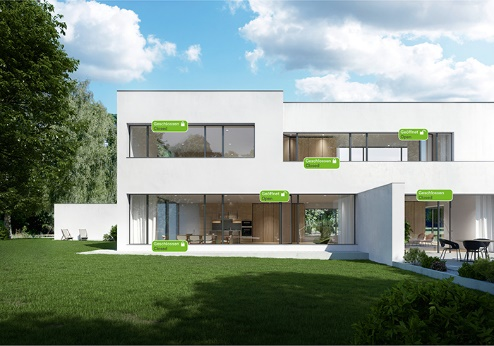 Geschlossen
Closed
Geöffnet
Open
Geschlossen
Closed
Geöffnet
Open
Geschlossen
Closed
Geschlossen
Closed